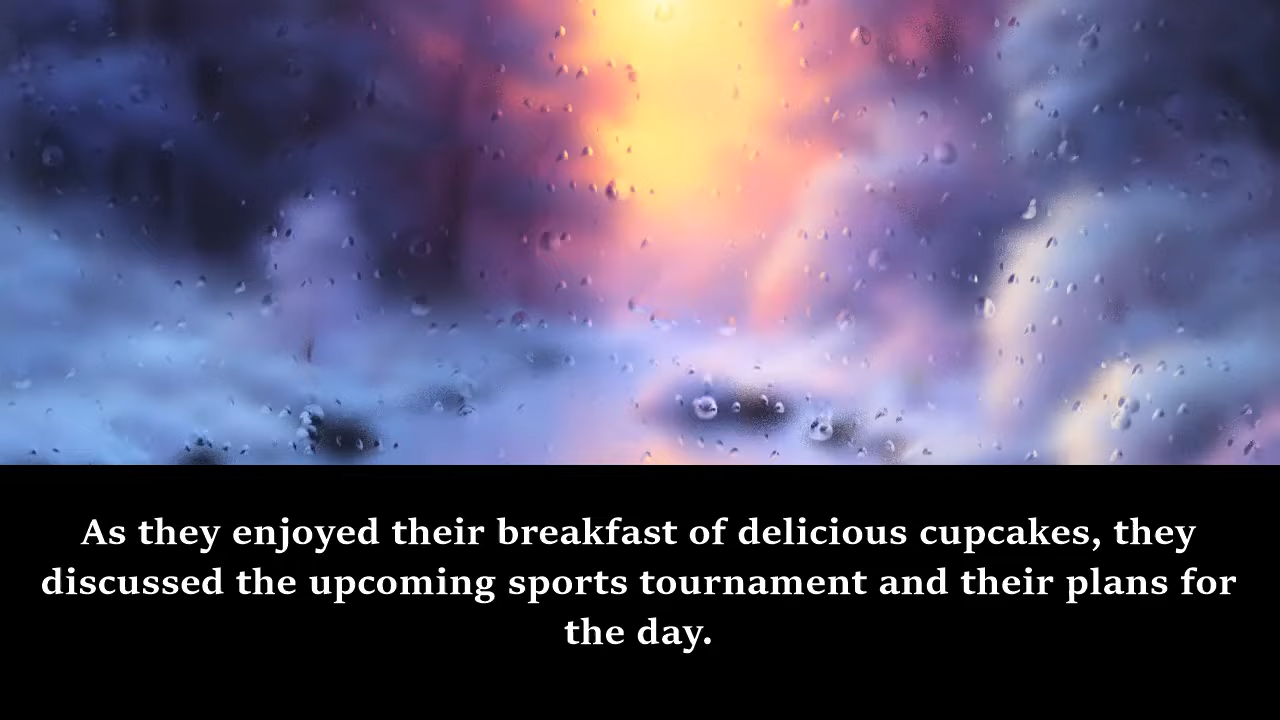 As they enjoyed their breakfast of delicious cupcakes, they
discussed the upcoming sports tournament and their plans for
the day.